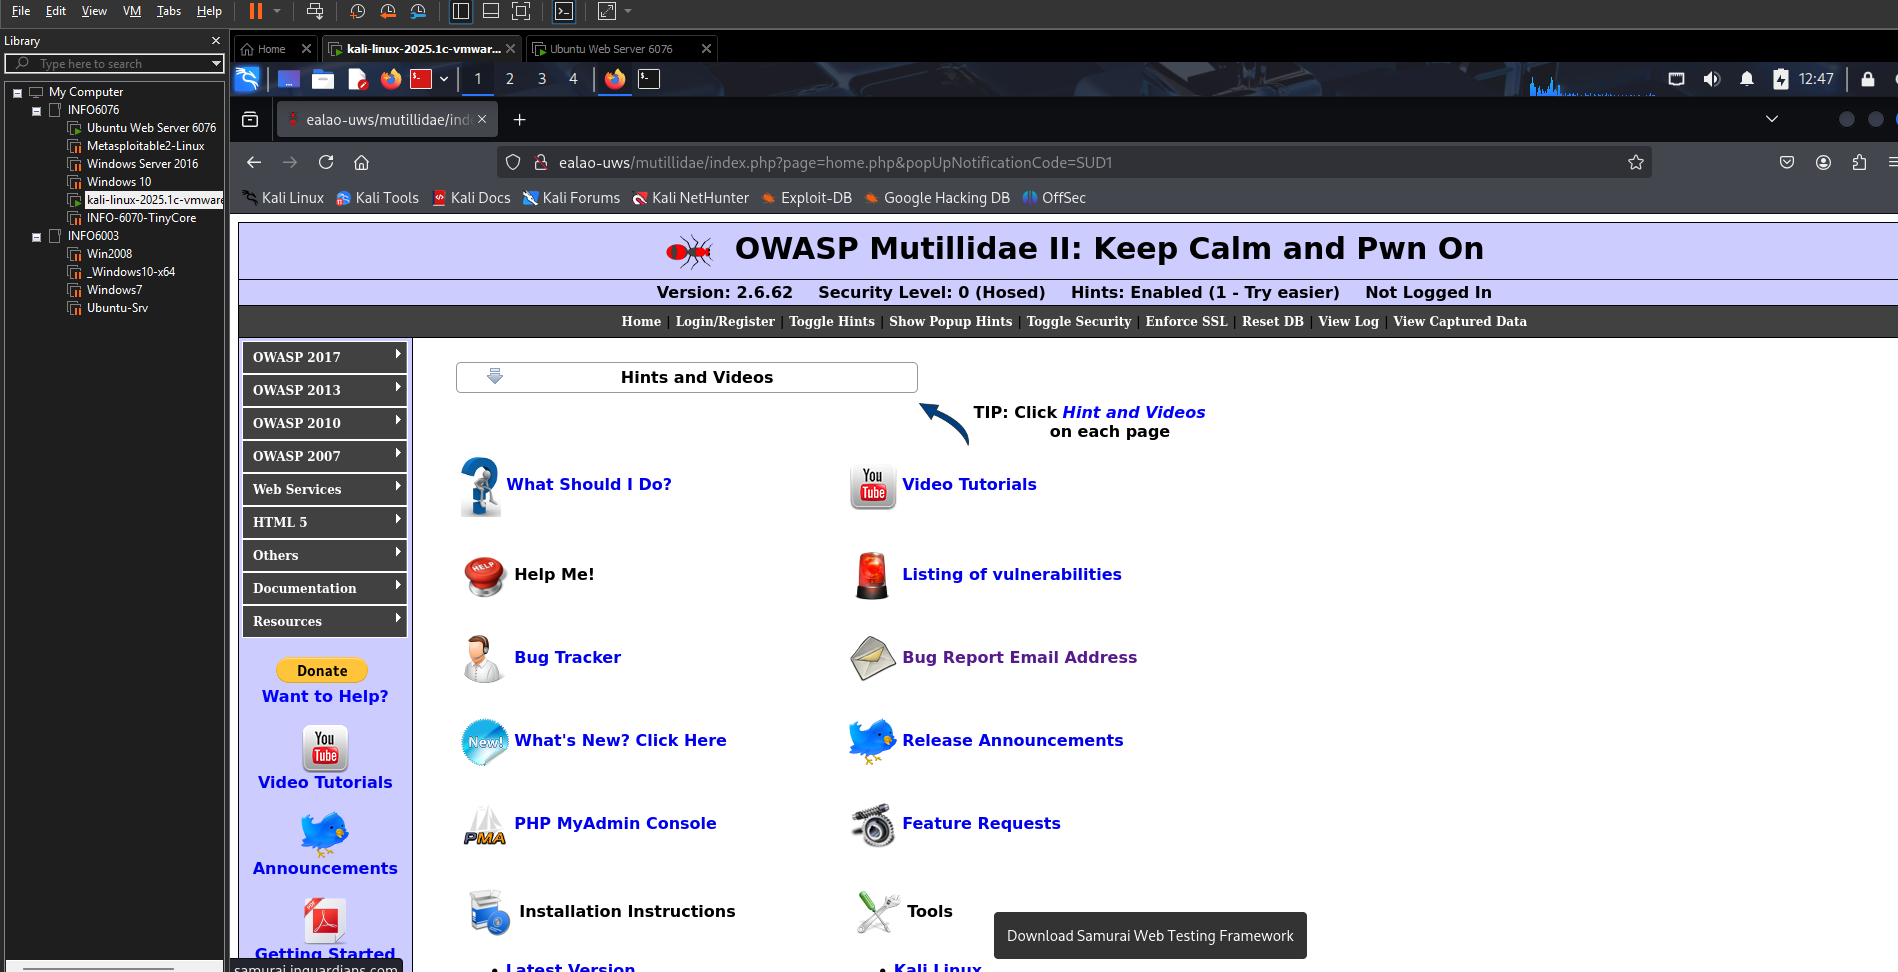 File Edit View VM Tabs Help
Library
Type here to search
My Computer
INFO6076
Ubuntu Web Server 6076
Metasploitable2-Linux
Windows Server 2016
Windows 10
kali-linux-2025.1c-vmware
INFO-6070-TinyCore
INFO6003
Win2008
_Windows10-x64
Windows7
Ubuntu-Srv
Home
kali-linux-2025.1c-vmwar...
Ubuntu Web Server 6076
1 2 3 4
12:47
ealao-uws/mutillidae/inde
ealao-uws/mutillidae/index.php?page=home.php&popUpNotificationCode=SUD1
Kali Linux Kali Tools Kali Docs Kali Forums Kali NetHunter Exploit-DB Google Hacking DB OffSec
OWASP Mutillidae II: Keep Calm and Pwn On
Version: 2.6.62 Security Level: 0 (Hosed) Hints: Enabled (1 - Try easier) Not Logged In
Home | Login/Register | Toggle Hints | Show Popup Hints | Toggle Security | Enforce SSL | Reset DB | View Log | View Captured Data
OWASP 2017
OWASP 2013
OWASP 2010
OWASP 2007
Web Services
HTML 5
Others
Documentation
Resources
Donate
Want to Help?
You
Tube
Video Tutorials
Announcements
PDF
Getting Started
samurai.inguardians.com
Hints and Videos
TIP: Click Hint and Videos
on each page
What Should I Do?
You
Tube
Video Tutorials
HELP
Help Me!
Listing of vulnerabilities
Bug Tracker
Bug Report Email Address
New!
What's New? Click Here
Release Announcements
PMA
PHP MyAdmin Console
Feature Requests
Installation Instructions
Tools
Download Samurai Web Testing Framework
• Latest Version
• Kali Linux